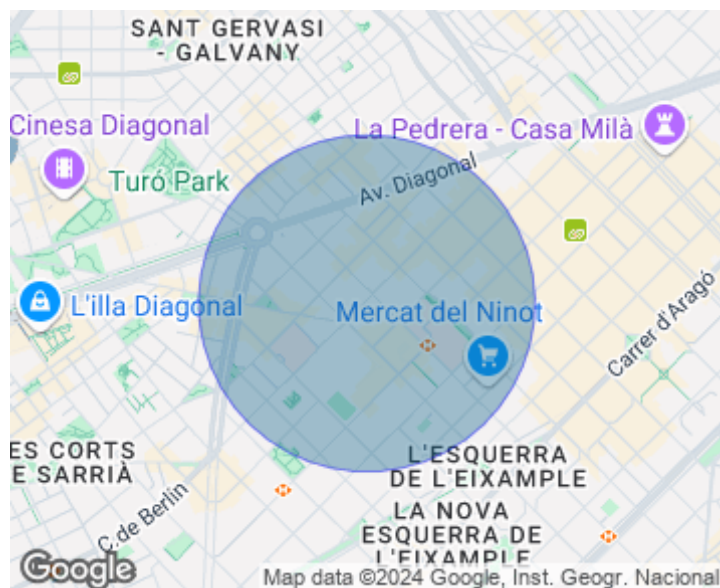 SANT GERVASI
- GALVANY
Cinesa Diagonal
La Pedrera - Casa Milà
Av. Diagonal
Turó Park
L'illa Diagonal
Mercat del Ninot
Carrer d'Aragó
ES CORTS
E SARRIÀ
L'ESQUERRA
DE L'EIXAMPLE
C. de Berlín
LA NOVA
ESQUERRA DE
L'EIXAMPLE
Google
Map data ©2024 Google, Inst. Geogr. Nacional